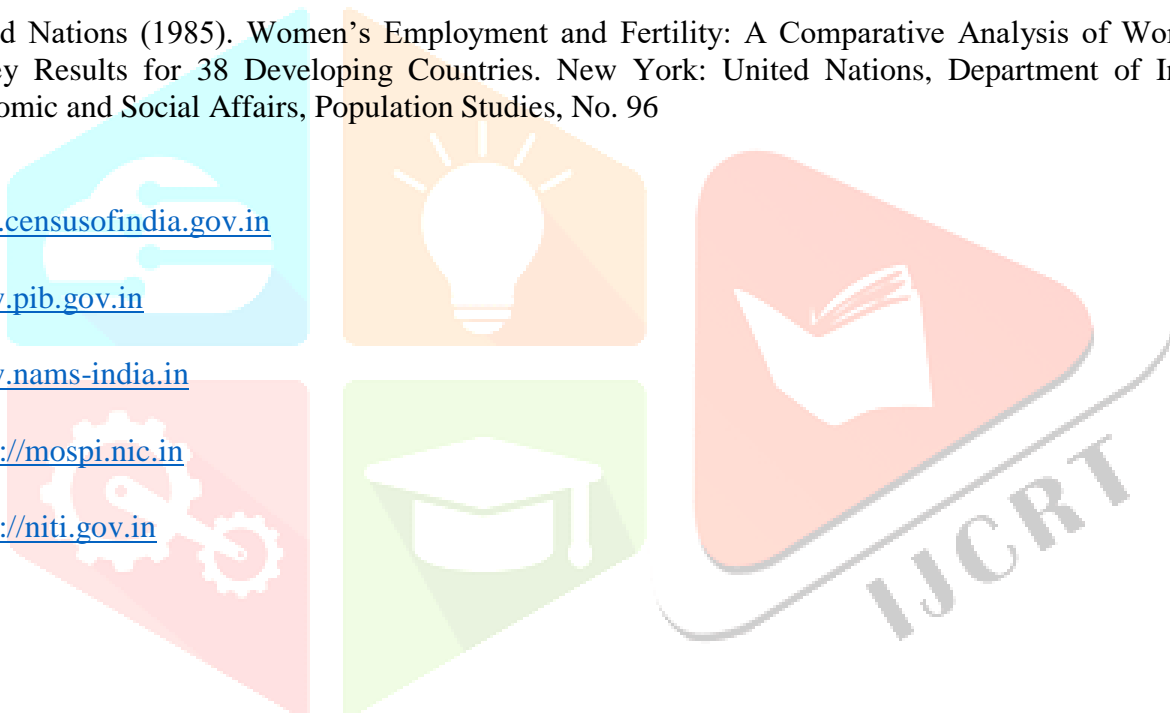 d Nations (1985). Women’s Employment and Fertility: A Comparative Analysis of Wor
ey Results for 38 Developing Countries. New York: United Nations, Department of In
omic and Social Affairs, Population Studies, No. 96
.censusofindia.gov.in
.pib.gov.in
.nams-india.in
://mospi.nic.in
://niti.gov.in
IJCRT